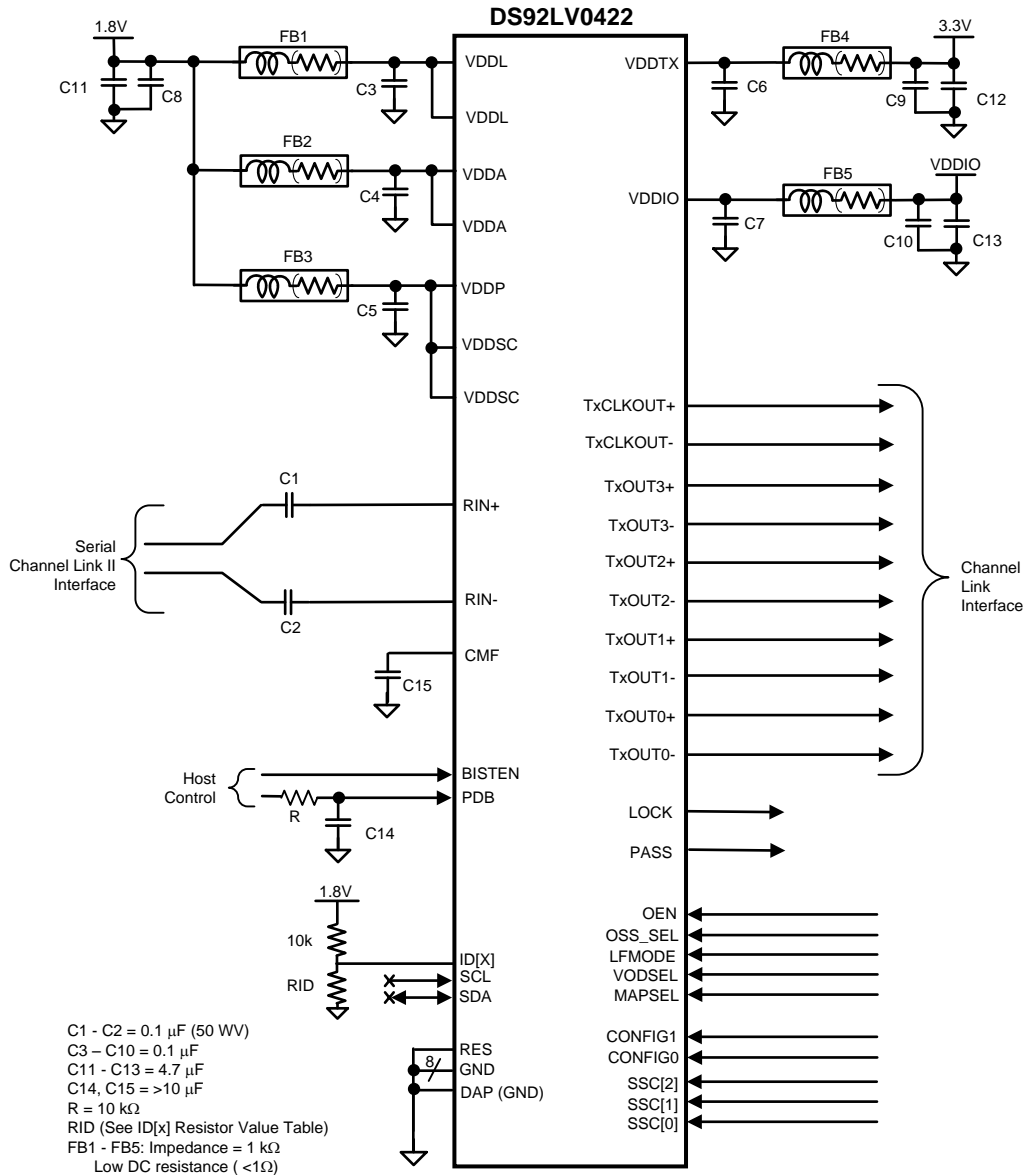 DS92LV0422
1.8V
FB1
C11
C8
C3
VDDL
VDDL
FB2
C4
VDDA
VDDA
FB3
C5
VDDP
VDDSC
VDDSC
VDDTX
C6
FB4
3.3V
C9
C12
VDDIO
C7
FB5
VDDIO
C10
C13
C1
RIN+
Serial
Channel Link II
Interface
RIN-
C2
CMF
C15
Host
Control
BISTEN
PDB
R
C14
1.8V
10k
RID
ID[X]
SCL
SDA
RES
8
GND
DAP (GND)
TxCLKOUT+
TxCLKOUT-
TxOUT3+
TxOUT3-
TxOUT2+
TxOUT2-
TxOUT1+
TxOUT1-
TxOUT0+
TxOUT0-
Channel
Link
Interface
LOCK
PASS
OEN
OSS_SEL
LFMODE
VODSEL
MAPSEL
CONFIG1
CONFIG0
SSC[2]
SSC[1]
SSC[0]
C1 - C2 = 0.1 μF (50 WV)
C3 – C10 = 0.1 μF
C11 - C13 = 4.7 μF
C14, C15 = >10 μF
R = 10 kΩ
RID (See ID[x] Resistor Value Table)
FB1 - FB5: Impedance = 1 kΩ
Low DC resistance ( <1Ω)